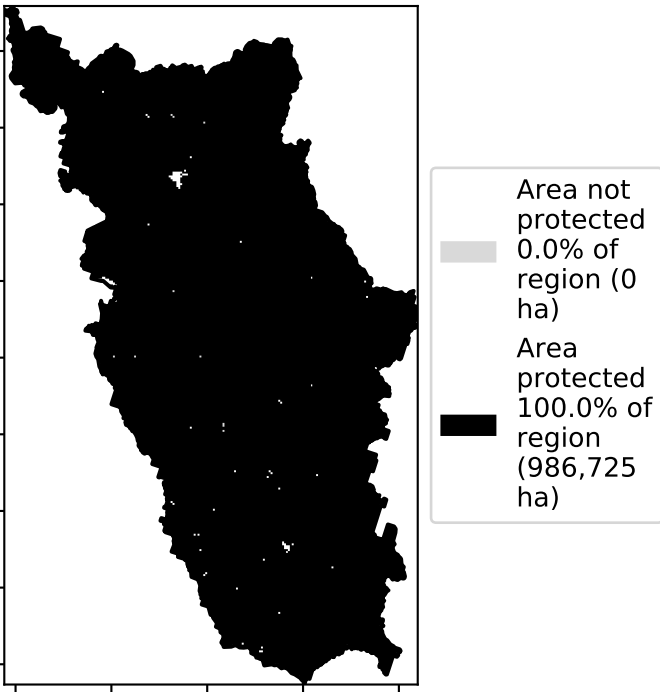 Area not
protected
0.0% of
region (0
ha)
Area
protected
100.0% of
region
(986,725
ha)